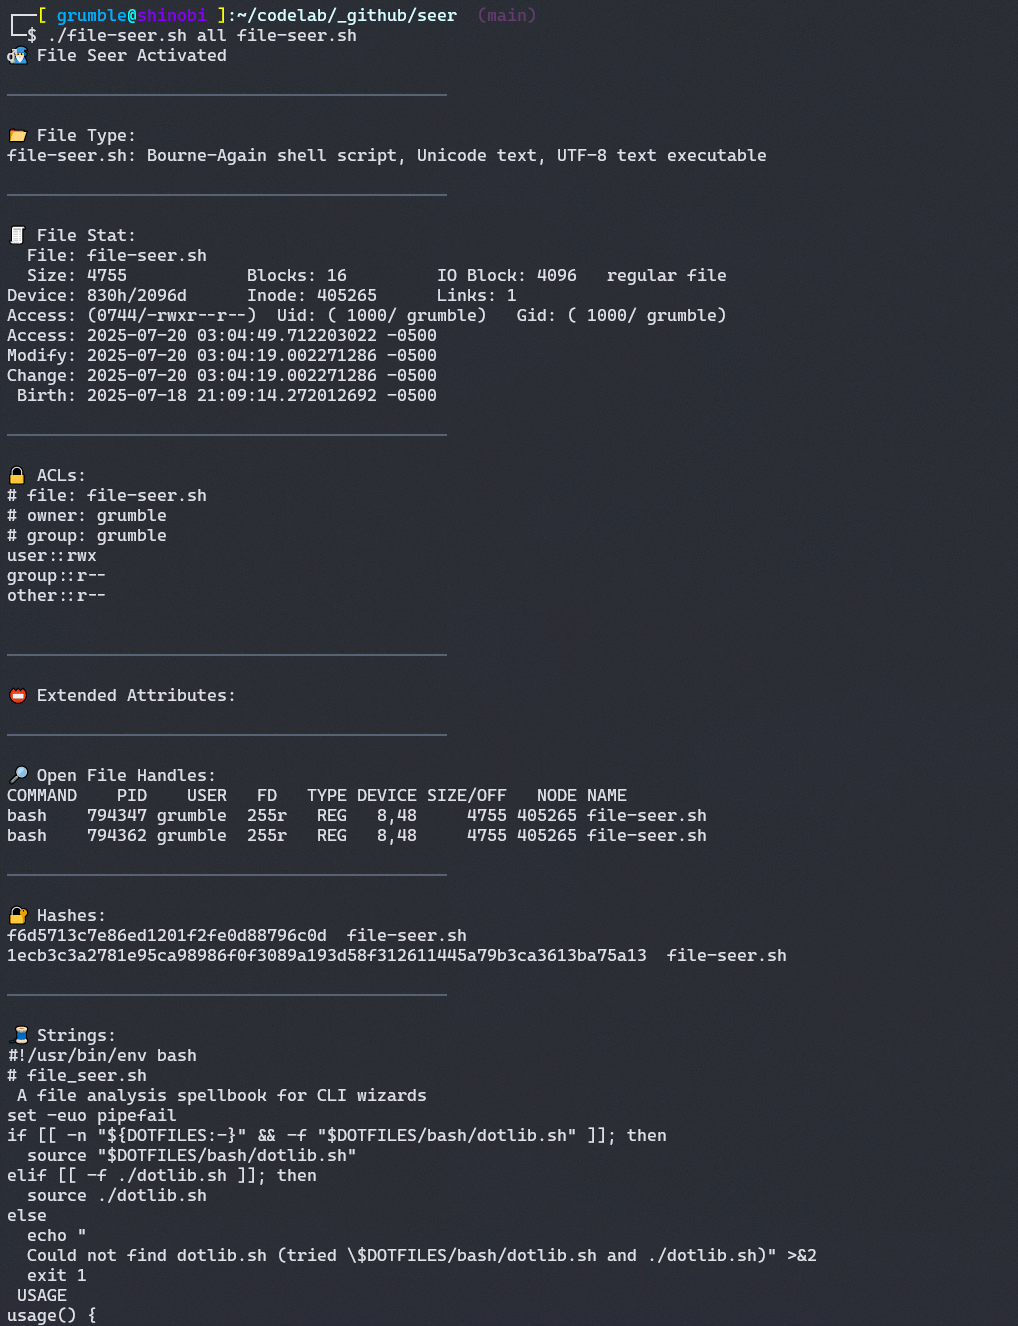 ┌──[ grumble@shinobi ]:~/codelab/_github/seer  (main)
└─$ ./file-seer.sh all file-seer.sh
File Seer Activated
File Type:
file-seer.sh: Bourne-Again shell script, Unicode text, UTF-8 text executable
File Stat:
  File: file-seer.sh
  Size: 4755            Blocks: 16         IO Block: 4096   regular file
Device: 830h/2096d      Inode: 405265      Links: 1
Access: (0744/-rwxr--r--)  Uid: ( 1000/ grumble)   Gid: ( 1000/ grumble)
Access: 2025-07-20 03:04:49.712203022 -0500
Modify: 2025-07-20 03:04:19.002271286 -0500
Change: 2025-07-20 03:04:19.002271286 -0500
 Birth: 2025-07-18 21:09:14.272012692 -0500
ACLs:
# file: file-seer.sh
# owner: grumble
# group: grumble
user::rwx
group::r--
other::r--
Extended Attributes:
Open File Handles:
COMMAND    PID    USER   FD   TYPE DEVICE SIZE/OFF   NODE NAME
bash    794347 grumble  255r   REG   8,48     4755 405265 file-seer.sh
bash    794362 grumble  255r   REG   8,48     4755 405265 file-seer.sh
Hashes:
f6d5713c7e86ed1201f2fe0d88796c0d  file-seer.sh
1ecb3c3a2781e95ca98986f0f3089a193d58f312611445a79b3ca3613ba75a13  file-seer.sh
Strings:
#!/usr/bin/env bash
# file_seer.sh
 A file analysis spellbook for CLI wizards
set -euo pipefail
if [[ -n "${DOTFILES:-}" && -f "$DOTFILES/bash/dotlib.sh" ]]; then
  source "$DOTFILES/bash/dotlib.sh"
elif [[ -f ./dotlib.sh ]]; then
  source ./dotlib.sh
else
  echo "
  Could not find dotlib.sh (tried \$DOTFILES/bash/dotlib.sh and ./dotlib.sh)" >&2
  exit 1
 USAGE
usage() {